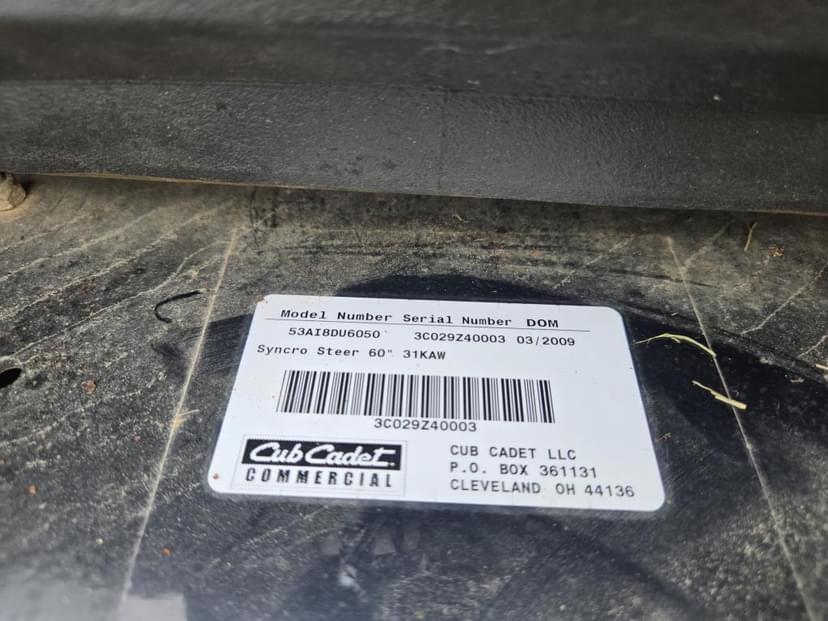 Model Number Serial Number DOM
53AI8DU6050 3C029Z40003 03/2009
Syncro Steer 60" 31KAW
3C029Z40003
Cub Cadet
COMMERCIAL
CUB CADET LLC
P.O. BOX 361131
CLEVELAND OH 44136